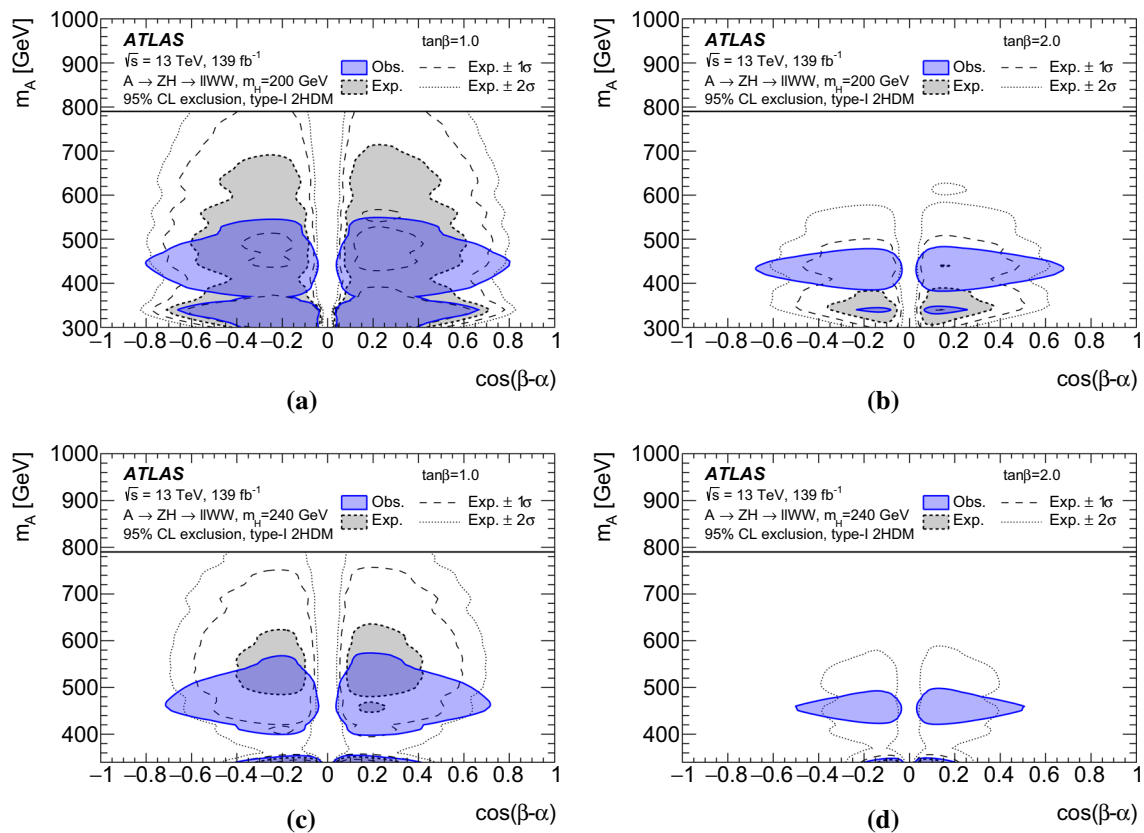 m_A [GeV]
1000
900
800
700
600
500
400
300
ATLAS
√s = 13 TeV, 139 fb⁻¹
A → ZH → llWW, m_H=200 GeV
95% CL exclusion, type-I 2HDM
tanβ=1.0
Obs.
Exp.
Exp. ± 1σ
Exp. ± 2σ
−1 −0.8 −0.6 −0.4 −0.2 0 0.2 0.4 0.6 0.8 1
cos(β-α)
(a)
m_A [GeV]
1000
900
800
700
600
500
400
300
ATLAS
√s = 13 TeV, 139 fb⁻¹
A → ZH → llWW, m_H=200 GeV
95% CL exclusion, type-I 2HDM
tanβ=2.0
Obs.
Exp.
Exp. ± 1σ
Exp. ± 2σ
−1 −0.8 −0.6 −0.4 −0.2 0 0.2 0.4 0.6 0.8 1
cos(β-α)
(b)
m_A [GeV]
1000
900
800
700
600
500
400
ATLAS
√s = 13 TeV, 139 fb⁻¹
A → ZH → llWW, m_H=240 GeV
95% CL exclusion, type-I 2HDM
tanβ=1.0
Obs.
Exp.
Exp. ± 1σ
Exp. ± 2σ
−1 −0.8 −0.6 −0.4 −0.2 0 0.2 0.4 0.6 0.8 1
cos(β-α)
(c)
m_A [GeV]
1000
900
800
700
600
500
400
ATLAS
√s = 13 TeV, 139 fb⁻¹
A → ZH → llWW, m_H=240 GeV
95% CL exclusion, type-I 2HDM
tanβ=2.0
Obs.
Exp.
Exp. ± 1σ
Exp. ± 2σ
−1 −0.8 −0.6 −0.4 −0.2 0 0.2 0.4 0.6 0.8 1
cos(β-α)
(d)